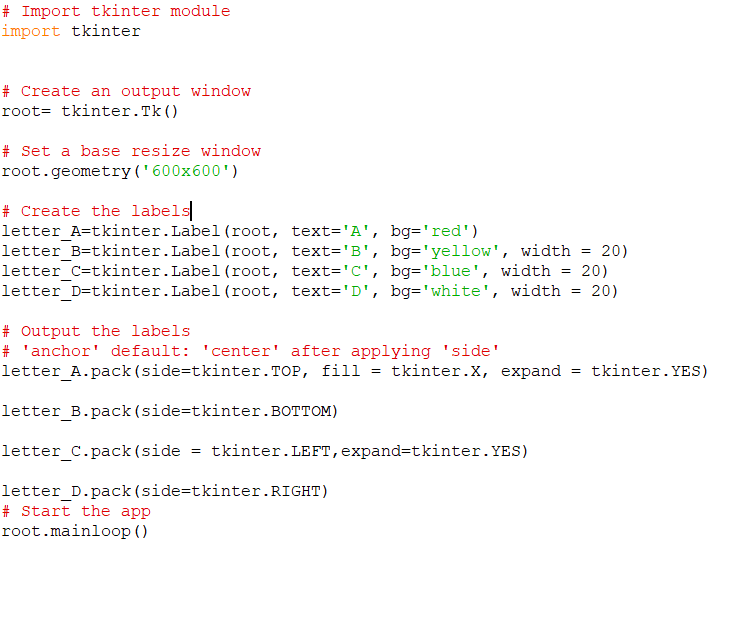 # Import tkinter module
import tkinter
# Create an output window
root= tkinter.Tk()
# Set a base resize window
root.geometry('600x600')
# Create the labels
letter_A=tkinter.Label(root, text='A', bg='red')
letter_B=tkinter.Label(root, text='B', bg='yellow', width = 20)
letter_C=tkinter.Label(root, text='C', bg='blue', width = 20)
letter_D=tkinter.Label(root, text='D', bg='white', width = 20)
# Output the labels
# 'anchor' default: 'center' after applying 'side'
letter_A.pack(side=tkinter.TOP, fill = tkinter.X, expand = tkinter.YES)
letter_B.pack(side=tkinter.BOTTOM)
letter_C.pack(side = tkinter.LEFT,expand=tkinter.YES)
letter_D.pack(side=tkinter.RIGHT)
# Start the app
root.mainloop()